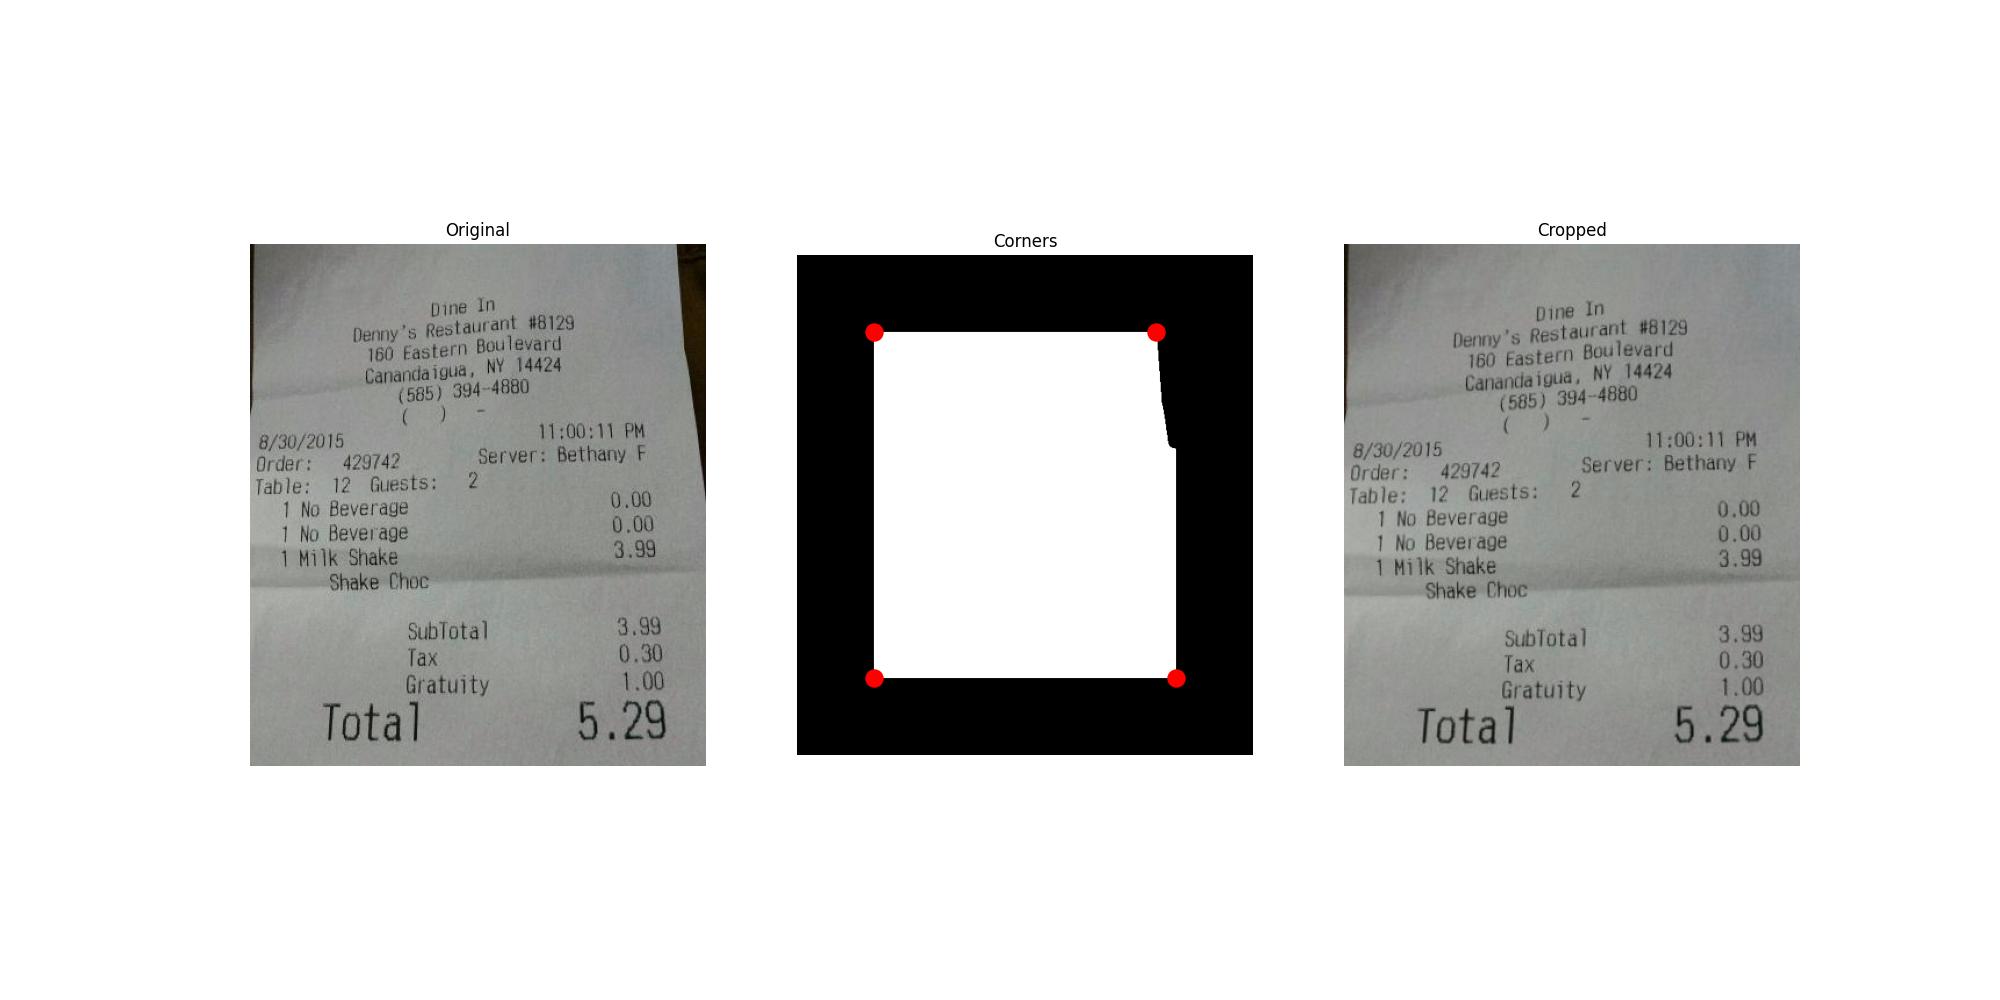 Original
Dine In
Denny's Restaurant #8129
160 Eastern Boulevard
Canandaigua, NY 14424
(585) 394-4880
(   )   -
8/30/2015 11:00:11 PM
Order: 429742 Server: Bethany F
Table: 12 Guests: 2
1 No Beverage 0.00
1 No Beverage 0.00
1 Milk Shake 3.99
Shake Choc
SubTotal 3.99
Tax 0.30
Gratuity 1.00
Total 5.29
Corners
Cropped
Dine In
Denny's Restaurant #8129
160 Eastern Boulevard
Canandaigua, NY 14424
(585) 394-4880
(   )   -
8/30/2015 11:00:11 PM
Order: 429742 Server: Bethany F
Table: 12 Guests: 2
1 No Beverage 0.00
1 No Beverage 0.00
1 Milk Shake 3.99
Shake Choc
SubTotal 3.99
Tax 0.30
Gratuity 1.00
Total 5.29